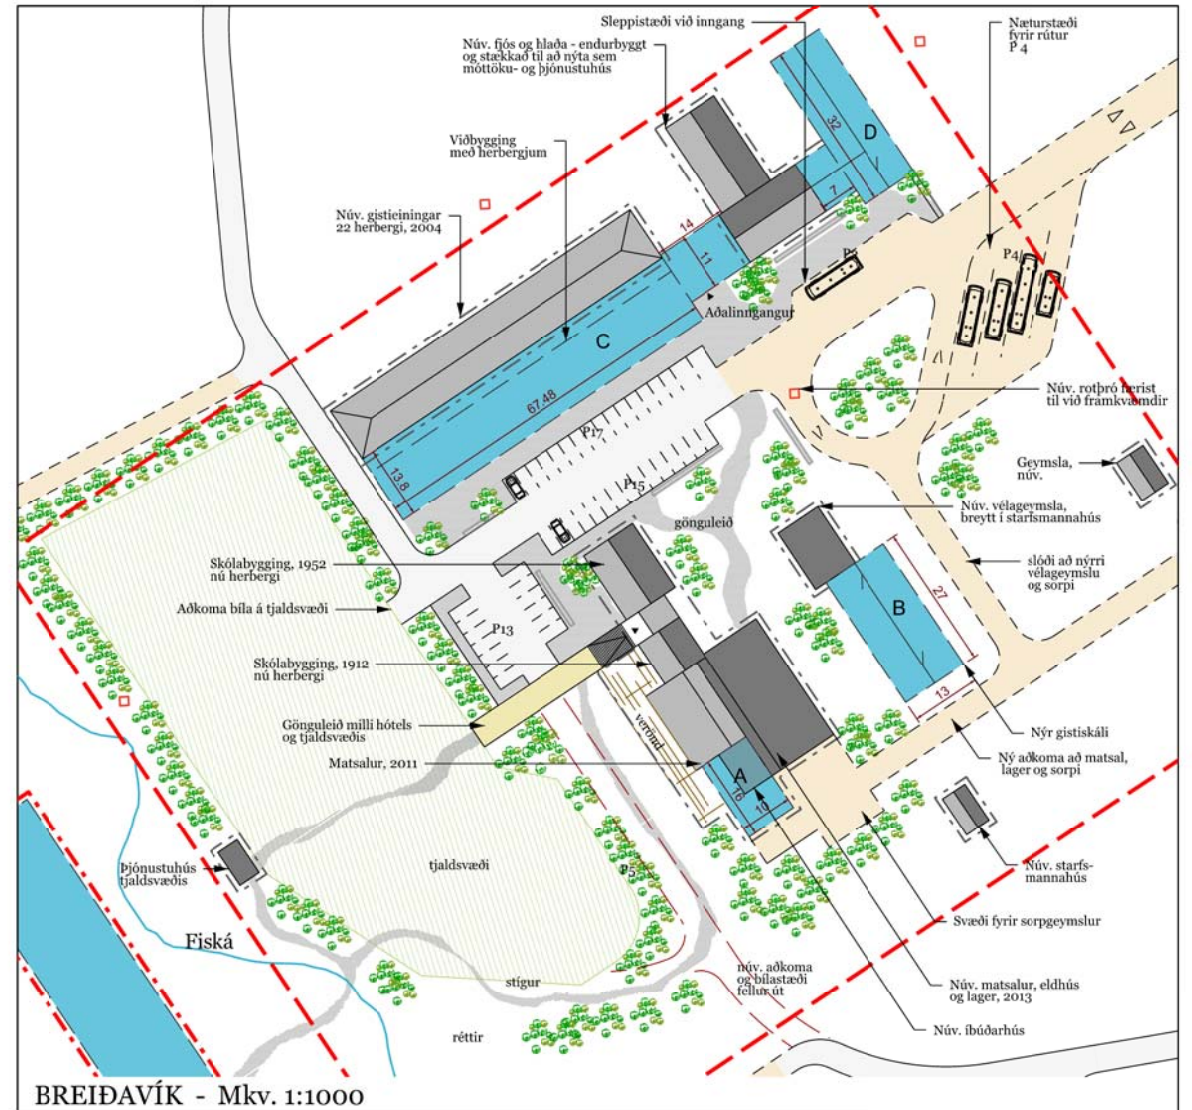 Sleppistæði við inngang
Næturstæði
fyrir rútur
P 4
Núv. fjós og hlaða - endurbyggt
og stækkað til að nýta sem
móttöku- og þjónustuhús
Viðbygging
með herbergjum
Núv. gistieiningar
22 herbergi, 2004
D
32
7
14
11
P4
Aðalinngangur
C
67.48
13.8
P17
P15
Núv. rotþró færist
til við framkvæmdir
Geymsla,
núv.
Núv. vélageymsla,
breytt í starfsmannahús
gönguleið
Skólabygging, 1952
nú herbergi
slóði að nýrri
vélageymslu
og sorpi
Aðkoma bíla á tjaldsvæði
B
27
13
P13
Skólabygging, 1912
nú herbergi
Gönguleið milli hótels
og tjaldsvæðis
verönd
Nýr gistiskáli
Matsalur, 2011
Ný aðkoma að matsal,
lager og sorpi
A
16
10
Þjónustuhús
tjaldsvæðis
tjaldsvæði
P5
Núv. starfs-
mannahús
Svæði fyrir sorpgeymslur
Fiská
stígur
núv. aðkoma
og bílastæði
fellur út
Núv. matsalur, eldhús
og lager, 2013
Núv. íbúðarhús
réttir
BREIÐAVÍK - Mkv. 1:1000